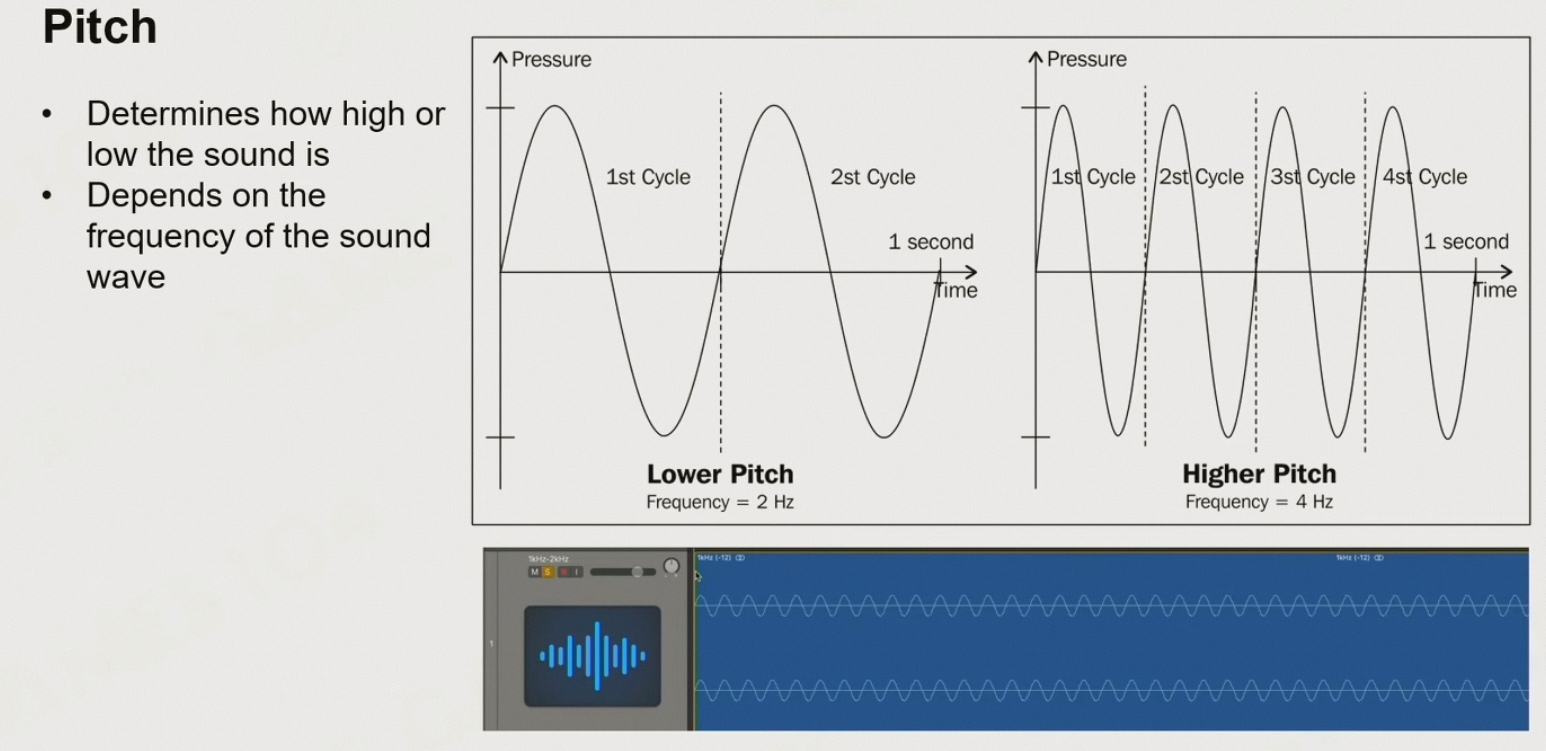 Pitch
• Determines how high or
low the sound is
• Depends on the
frequency of the sound
wave
Pressure
1st Cycle
2st Cycle
1 second
Time
Lower Pitch
Frequency = 2 Hz
Pressure
1st Cycle
2st Cycle
3st Cycle
4st Cycle
1 second
Time
Higher Pitch
Frequency = 4 Hz
1kHz-2kHz
M S R I
1
1kHz (-12)
1kHz (-12)